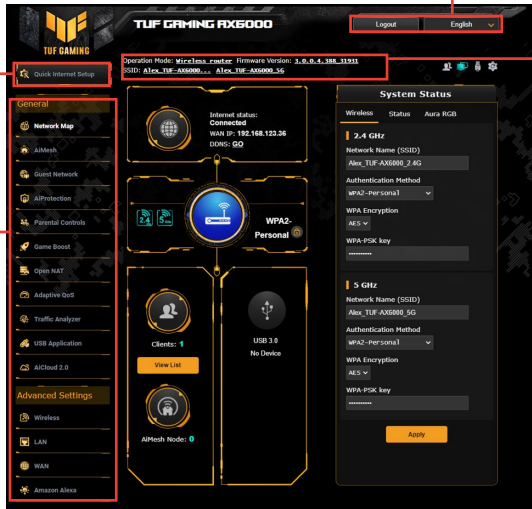 TUF GAMING AX6000
Logout
English
TUF GAMING
Operation Mode: Wireless router Firmware Version: 3.0.0.4.388_31931
SSID: Alex_TUF-AX6000... Alex_TUF-AX6000_5G
Quick Internet Setup
General
Network Map
AiMesh
Guest Network
AiProtection
Parental Controls
Game Boost
Open NAT
Adaptive QoS
Traffic Analyzer
USB Application
AiCloud 2.0
Advanced Settings
Wireless
LAN
WAN
Amazon Alexa
Internet status:
Connected
WAN IP: 192.168.123.36
DDNS: GO
2.4
5
WPA2-
Personal
Clients: 1
View List
AiMesh Node: 0
USB 3.0
No Device
System Status
Wireless Status Aura RGB
2.4 GHz
Network Name (SSID)
Alex_TUF-AX6000_2.4G
Authentication Method
WPA2-Personal
WPA Encryption
AES
WPA-PSK key
5 GHz
Network Name (SSID)
Alex_TUF-AX6000_5G
Authentication Method
WPA2-Personal
WPA Encryption
AES
WPA-PSK key
Apply